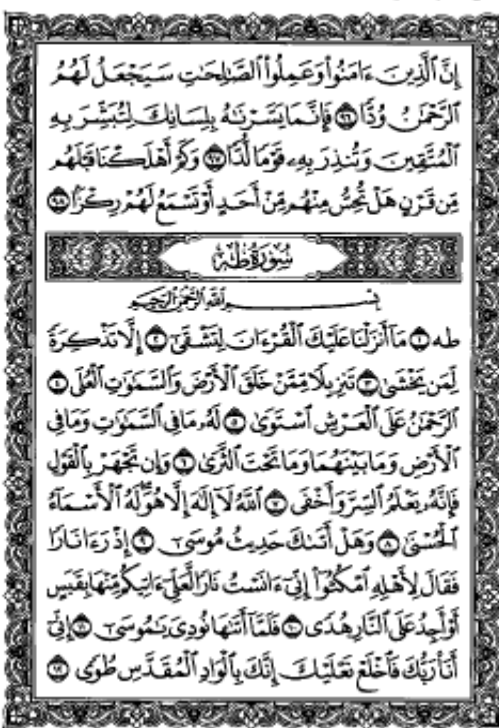 إِنَّ ٱلَّذِينَ ءَامَنُوا۟ وَعَمِلُوا۟ ٱلصَّٰلِحَٰتِ سَيَجْعَلُ لَهُمُ
ٱلرَّحْمَٰنُ وُدًّا ٩٦ فَإِنَّمَا يَسَّرْنَٰهُ بِلِسَانِكَ لِتُبَشِّرَ بِهِ
ٱلْمُتَّقِينَ وَتُنذِرَ بِهِۦ قَوْمًا لُّدًّا ٩٧ وَكَمْ أَهْلَكْنَا قَبْلَهُم
مِّن قَرْنٍ هَلْ تُحِسُّ مِنْهُم مِّنْ أَحَدٍ أَوْ تَسْمَعُ لَهُمْ رِكْزًۢا ٩٨
سُورَةُ طه
بِسْمِ ٱللَّهِ ٱلرَّحْمَٰنِ ٱلرَّحِيمِ
طه ١ مَآ أَنزَلْنَا عَلَيْكَ ٱلْقُرْءَانَ لِتَشْقَىٰٓ ٢ إِلَّا تَذْكِرَةً
لِّمَن يَخْشَىٰ ٣ تَنزِيلًا مِّمَّنْ خَلَقَ ٱلْأَرْضَ وَٱلسَّمَٰوَٰتِ ٱلْعُلَى ٤
ٱلرَّحْمَٰنُ عَلَى ٱلْعَرْشِ ٱسْتَوَىٰ ٥ لَهُۥ مَا فِى ٱلسَّمَٰوَٰتِ وَمَا فِى
ٱلْأَرْضِ وَمَا بَيْنَهُمَا وَمَا تَحْتَ ٱلثَّرَىٰ ٦ وَإِن تَجْهَرْ بِٱلْقَوْلِ
فَإِنَّهُۥ يَعْلَمُ ٱلسِّرَّ وَأَخْفَى ٧ ٱللَّهُ لَآ إِلَٰهَ إِلَّا هُوَ لَهُ ٱلْأَسْمَآءُ
ٱلْحُسْنَىٰ ٨ وَهَلْ أَتَىٰكَ حَدِيثُ مُوسَىٰٓ ٩ إِذْ رَءَا نَارًا
فَقَالَ لِأَهْلِهِ ٱمْكُثُوٓا۟ إِنِّىٓ ءَانَسْتُ نَارًا لَّعَلِّىٓ ءَاتِيكُم مِّنْهَا بِقَبَسٍ
أَوْ أَجِدُ عَلَى ٱلنَّارِ هُدًى ١٠ فَلَمَّآ أَتَىٰهَا نُودِىَ يَٰمُوسَىٰٓ ١١ إِنِّىٓ
أَنَا۠ رَبُّكَ فَٱخْلَعْ نَعْلَيْكَ إِنَّكَ بِٱلْوَادِ ٱلْمُقَدَّسِ طُوًى ١٢